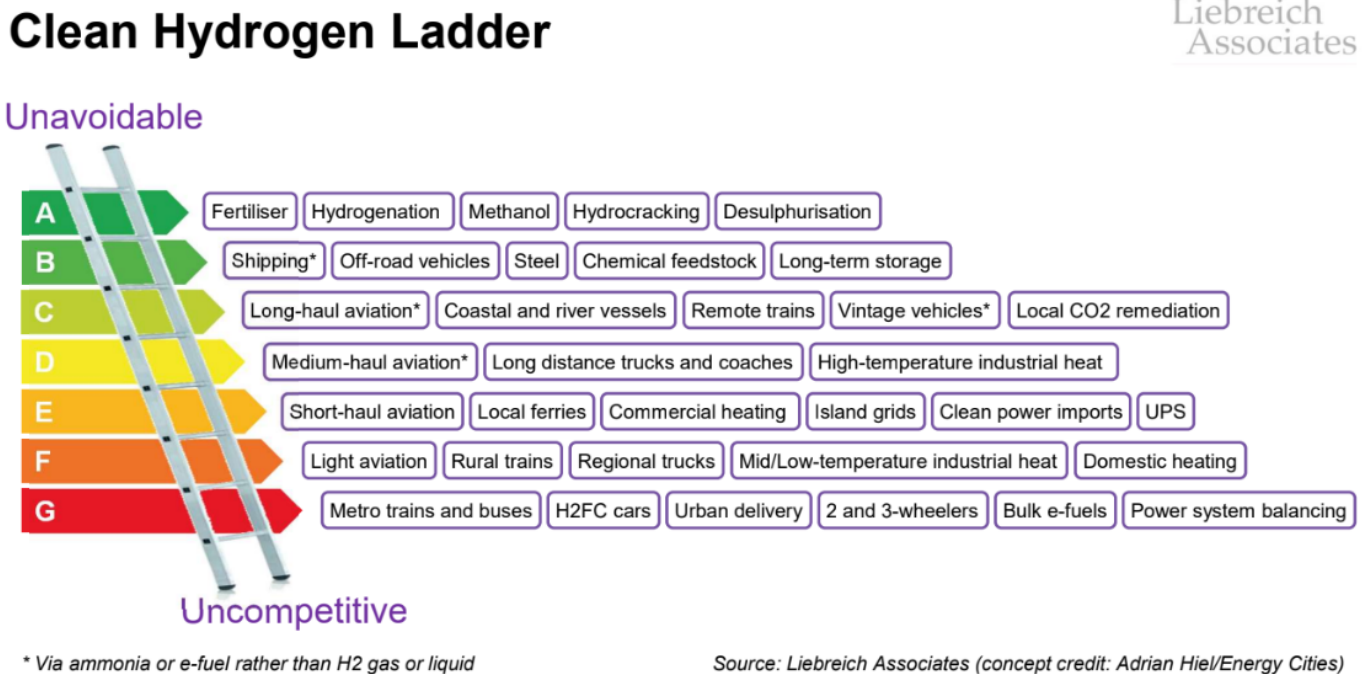 Clean Hydrogen Ladder
Liebreich
Associates
Unavoidable
A Fertiliser Hydrogenation Methanol Hydrocracking Desulphurisation
B Shipping* Off-road vehicles Steel Chemical feedstock Long-term storage
C Long-haul aviation* Coastal and river vessels Remote trains Vintage vehicles* Local CO2 remediation
D Medium-haul aviation* Long distance trucks and coaches High-temperature industrial heat
E Short-haul aviation Local ferries Commercial heating Island grids Clean power imports UPS
F Light aviation Rural trains Regional trucks Mid/Low-temperature industrial heat Domestic heating
G Metro trains and buses H2FC cars Urban delivery 2 and 3-wheelers Bulk e-fuels Power system balancing
Uncompetitive
* Via ammonia or e-fuel rather than H2 gas or liquid
Source: Liebreich Associates (concept credit: Adrian Hiel/Energy Cities)